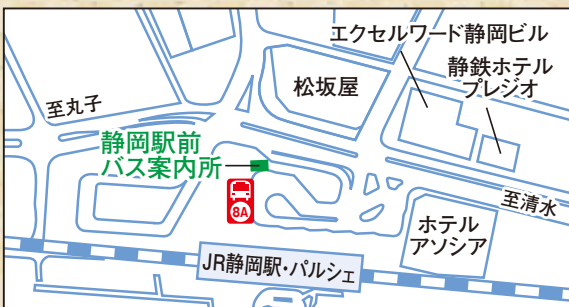 エクセルワード静岡ビル
静鉄ホテル
プレジオ
松坂屋
至丸子
静岡駅前
バス案内所
8A
至清水
ホテル
アソシア
JR静岡駅・パルシェ